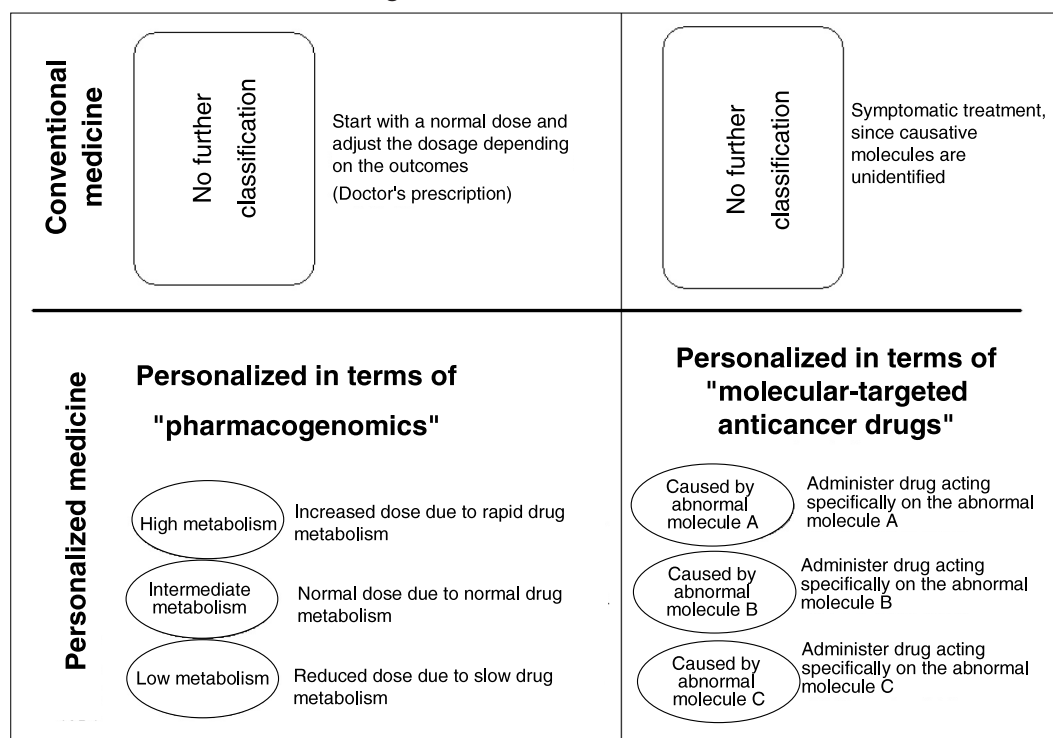 Conventional
medicine
No further
classification
Start with a normal dose and
adjust the dosage depending
on the outcomes
(Doctor's prescription)
No further
classification
Symptomatic treatment,
since causative
molecules are
unidentified
Personalized medicine
Personalized in terms of
"pharmacogenomics"
High metabolism
Increased dose due to rapid drug
metabolism
Intermediate
metabolism
Normal dose due to normal drug
metabolism
Low metabolism
Reduced dose due to slow drug
metabolism
Personalized in terms of
"molecular-targeted
anticancer drugs"
Caused by
abnormal
molecule A
Administer drug acting
specifically on the abnormal
molecule A
Caused by
abnormal
molecule B
Administer drug acting
specifically on the abnormal
molecule B
Caused by
abnormal
molecule C
Administer drug acting
specifically on the abnormal
molecule C